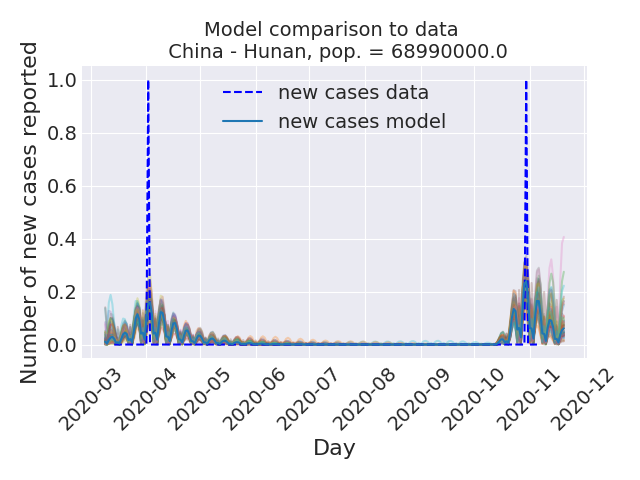 Model comparison to data
China - Hunan, pop. = 68990000.0
Number of new cases reported
1.0
0.8
0.6
0.4
0.2
0.0
new cases data
new cases model
2020-03
2020-04
2020-05
2020-06
2020-07
2020-08
2020-09
2020-10
2020-11
2020-12
Day